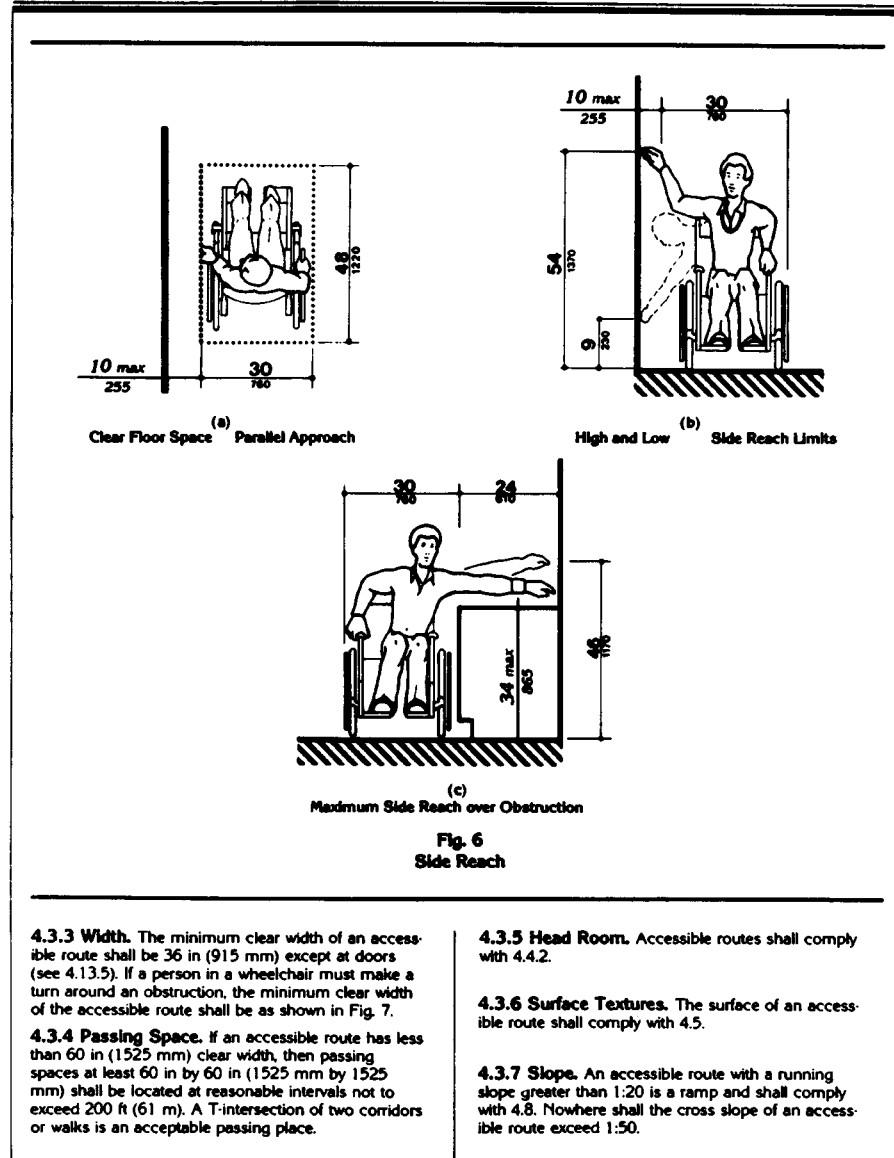 10 max
255
30
760
48
1220
10 max
255
30
760
54
1370
9
230
(a)
Clear Floor Space Parallel Approach
(b)
High and Low Side Reach Limits
30
760
24
610
34 max
865
46
1170
(c)
Maximum Side Reach over Obstruction
Fig. 6
Side Reach
4.3.3 Width. The minimum clear width of an access-
ible route shall be 36 in (915 mm) except at doors
(see 4.13.5). If a person in a wheelchair must make a
turn around an obstruction, the minimum clear width
of the accessible route shall be as shown in Fig. 7.
4.3.4 Passing Space. If an accessible route has less
than 60 in (1525 mm) clear width, then passing
spaces at least 60 in by 60 in (1525 mm by 1525
mm) shall be located at reasonable intervals not to
exceed 200 ft (61 m). A T-intersection of two corridors
or walks is an acceptable passing place.
4.3.5 Head Room. Accessible routes shall comply
with 4.4.2.
4.3.6 Surface Textures. The surface of an access-
ible route shall comply with 4.5.
4.3.7 Slope. An accessible route with a running
slope greater than 1:20 is a ramp and shall comply
with 4.8. Nowhere shall the cross slope of an access-
ible route exceed 1:50.